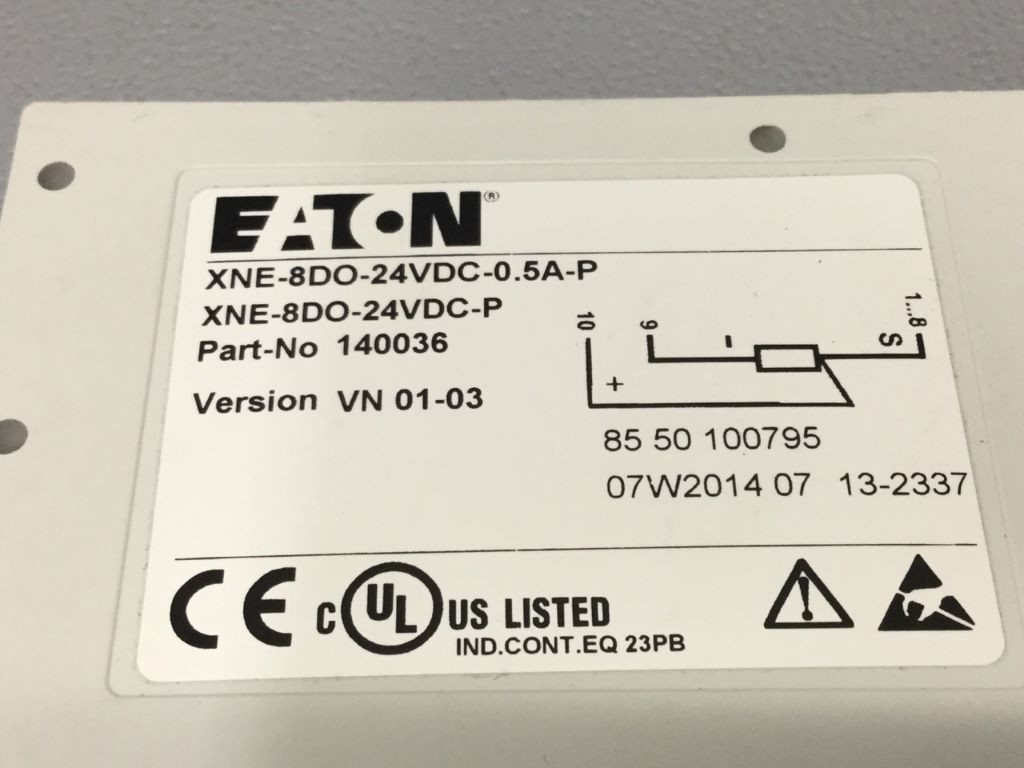 EATON®
XNE-8DO-24VDC-0.5A-P
XNE-8DO-24VDC-P
Part-No 140036
Version VN 01-03
10
9
-
S
1...8
+
85 50 100795
07W2014 07 13-2337
CE
C UL US LISTED
IND.CONT.EQ 23PB
!